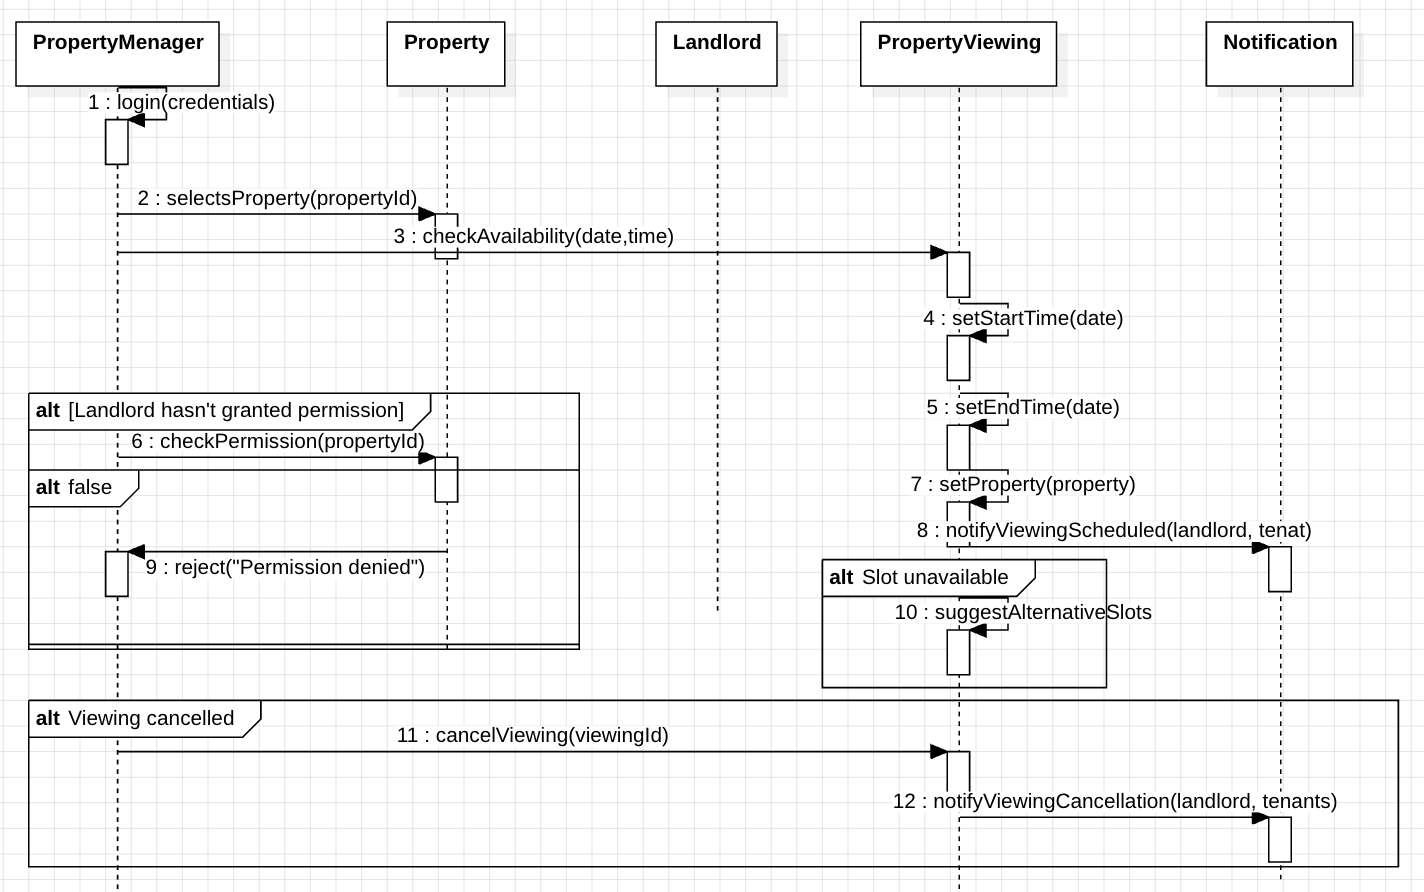 PropertyMenager
Property
Landlord
PropertyViewing
Notification
1 : login(credentials)
2 : selectsProperty(propertyId)
3 : checkAvailability(date,time)
4 : setStartTime(date)
alt [Landlord hasn't granted permission]
5 : setEndTime(date)
6 : checkPermission(propertyId)
alt false
7 : setProperty(property)
8 : notifyViewingScheduled(landlord, tenat)
9 : reject("Permission denied")
alt Slot unavailable
10 : suggestAlternativeSlots
alt Viewing cancelled
11 : cancelViewing(viewingId)
12 : notifyViewingCancellation(landlord, tenants)